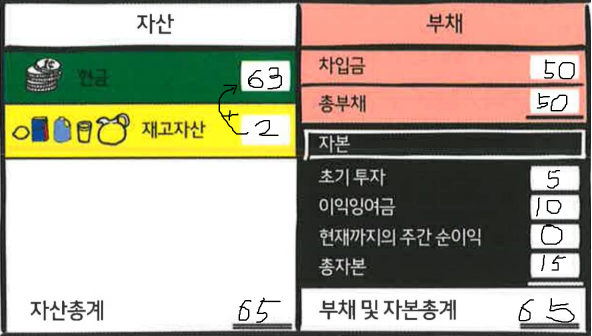 자산
현금 63
재고자산 2
+
자산총계 65
부채
차입금 50
총부채 50
자본
초기 투자 5
이익잉여금 10
현재까지의 주간 순이익 0
총자본 15
부채 및 자본총계 65